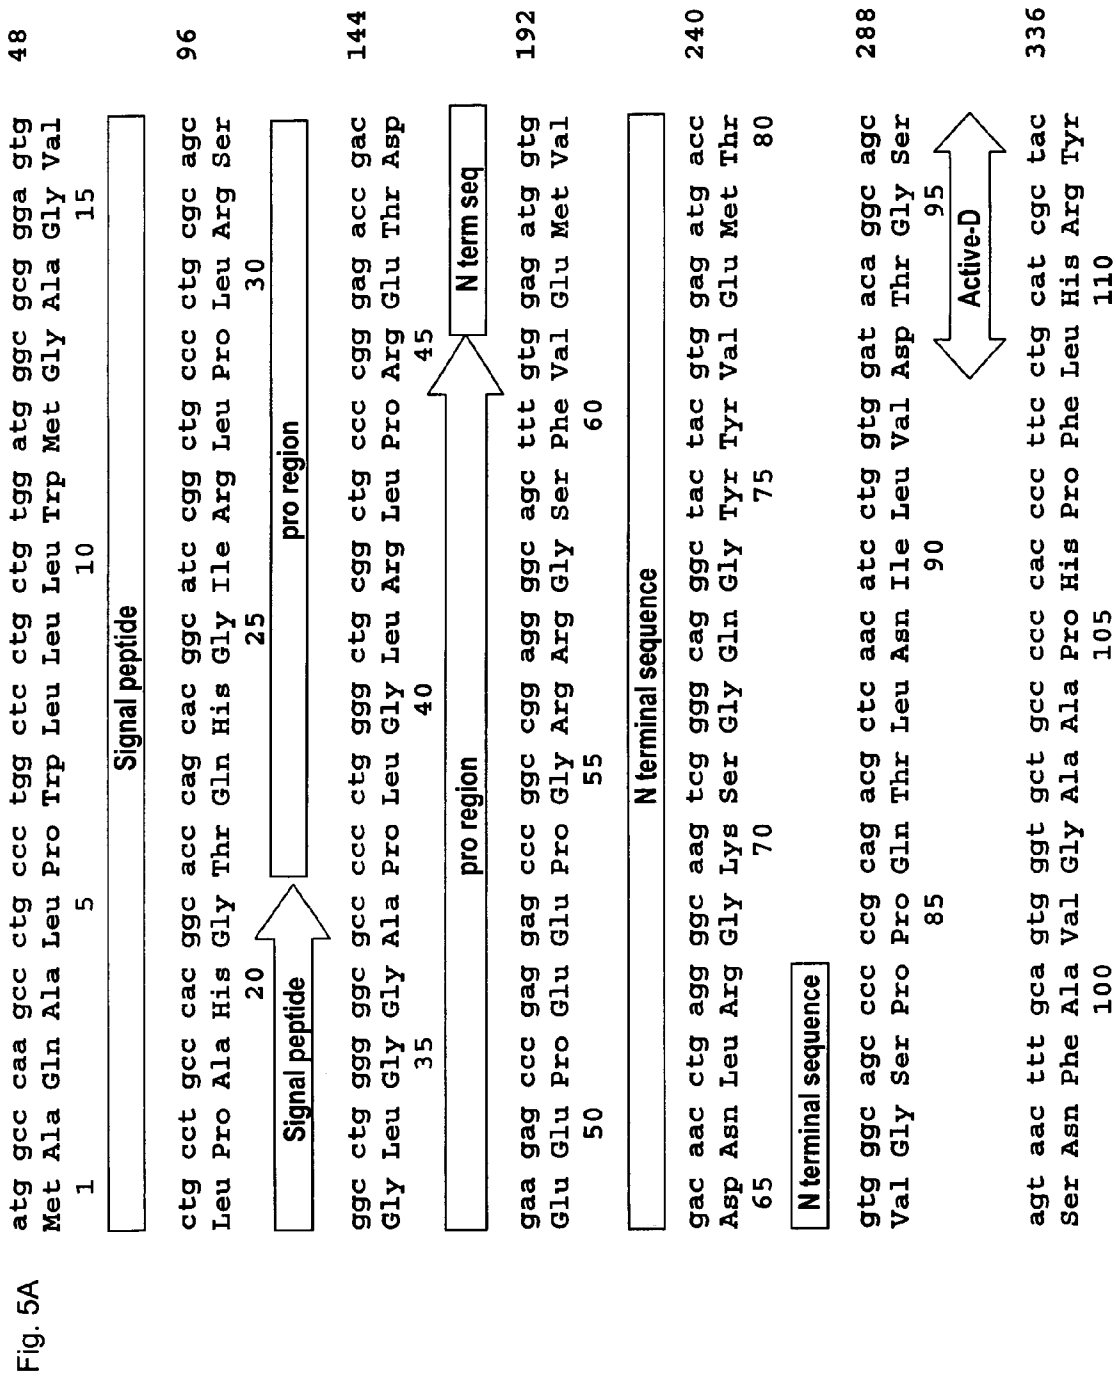 Fig. 5A
atg gcc caa gcc ctg ccc tgg ctc ctg ctg tgg atg ggc gcg gga gtg 48
Met Ala Gln Ala Leu Pro Trp Leu Leu Leu Trp Met Gly Ala Gly Val
1 5 10 15
Signal peptide
ctg cct gcc cac ggc acc cag cac ggc atc cgg ctg ccc ctg cgc agc 96
Leu Pro Ala His Gly Thr Gln His Gly Ile Arg Leu Pro Leu Arg Ser
20 25 30
Signal peptide pro region
ggc ctg ggg ggc gcc ccc ctg ggg ctg cgg ctg ccc cgg gag acc gac 144
Gly Leu Gly Gly Ala Pro Leu Gly Leu Arg Leu Pro Arg Glu Thr Asp
35 40 45
pro region N term seq
gaa gag ccc gag gag ccc ggc cgg agg ggc agc ttt gtg gag atg gtg 192
Glu Glu Pro Glu Glu Pro Gly Arg Arg Gly Ser Phe Val Glu Met Val
50 55 60
N terminal sequence
gac aac ctg agg ggc aag tcg ggg cag ggc tac tac gtg gag atg acc 240
Asp Asn Leu Arg Gly Lys Ser Gly Gln Gly Tyr Tyr Val Glu Met Thr
65 70 75 80
N terminal sequence
gtg ggc agc ccc ccg cag acg ctc aac atc ctg gtg gat aca ggc agc 288
Val Gly Ser Pro Pro Gln Thr Leu Asn Ile Leu Val Asp Thr Gly Ser
85 90 95
Active-D
agt aac ttt gca gtg ggt gct gcc ccc cac ccc ttc ctg cat cgc tac 336
Ser Asn Phe Ala Val Gly Ala Ala Pro His Pro Phe Leu His Arg Tyr
100 105 110